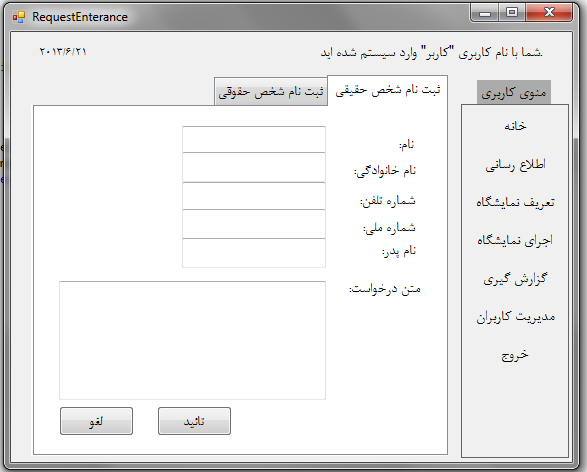 RequestEnterance
شما با نام کاربری "کاربر" وارد سیستم شده اید.
۲۰۱۳/۶/۲۱
منوی کاربری
خانه
اطلاع رسانی
تعریف نمایشگاه
اجرای نمایشگاه
گزارش گیری
مدیریت کاربران
خروج
ثبت نام شخص حقیقی
ثبت نام شخص حقوقی
نام:
نام خانوادگی:
شماره تلفن:
شماره ملی:
نام پدر:
متن درخواست:
تائید
لغو